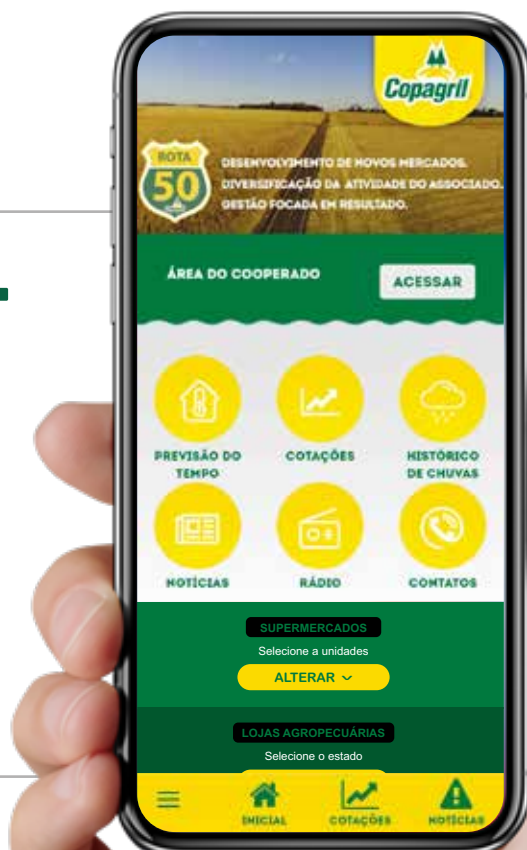 Copagril
ROTA
50
DESENVOLVIMENTO DE NOVOS MERCADOS.
DIVERSIFICAÇÃO DA ATIVIDADE DO ASSOCIADO.
GESTÃO FOCADA EM RESULTADO.
ÁREA DO COOPERADO
ACESSAR
PREVISÃO DO
TEMPO
COTAÇÕES
HISTÓRICO
DE CHUVAS
NOTÍCIAS
RÁDIO
CONTATOS
SUPERMERCADOS
Selecione a unidades
ALTERAR
LOJAS AGROPECUÁRIAS
Selecione o estado
INICIAL
COTAÇÕES
NOTÍCIAS